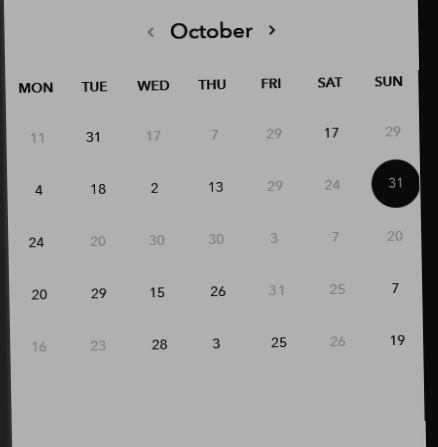 ‹ October ›
MON TUE WED THU FRI SAT SUN
11 31 17 7 29 17 29
4 18 2 13 29 24 31
24 20 30 30 3 7 20
20 29 15 26 31 25 7
16 23 28 3 25 26 19